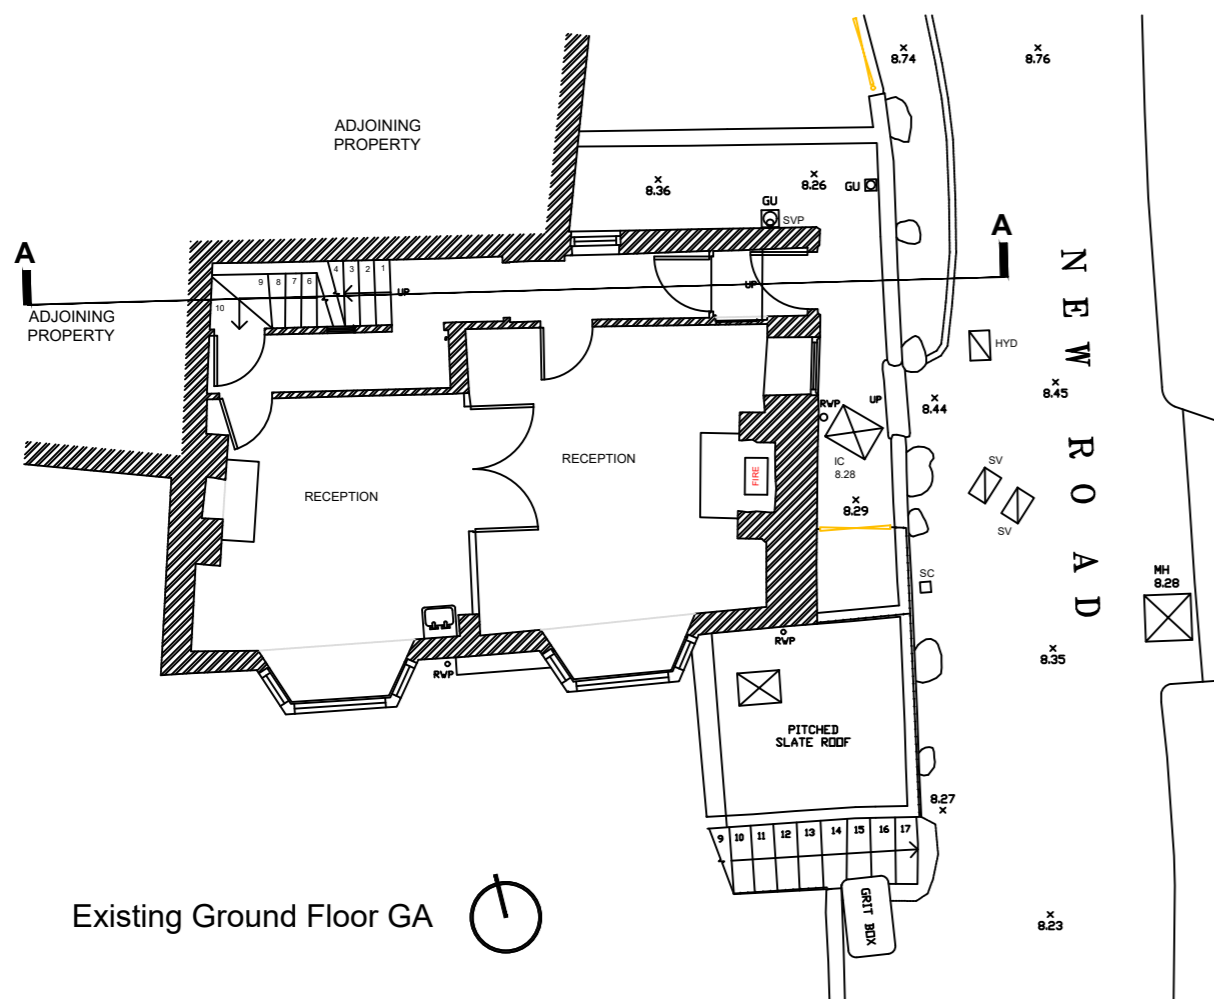 8.74
8.76
ADJOINING
PROPERTY
8.36
8.26
GU
GU
SVP
A
A
ADJOINING
PROPERTY
9
8
7
6
4
3
2
1
10
UP
UP
NEW ROAD
HYD
8.45
8.44
RWP
UP
IC
8.28
8.29
RECEPTION
RECEPTION
FIRE
SV
SV
SC
MH
8.28
8.35
RWP
RWP
PITCHED
SLATE ROOF
8.27
9
10
11
12
13
14
15
16
17
GRIT BOX
8.23
Existing Ground Floor GA